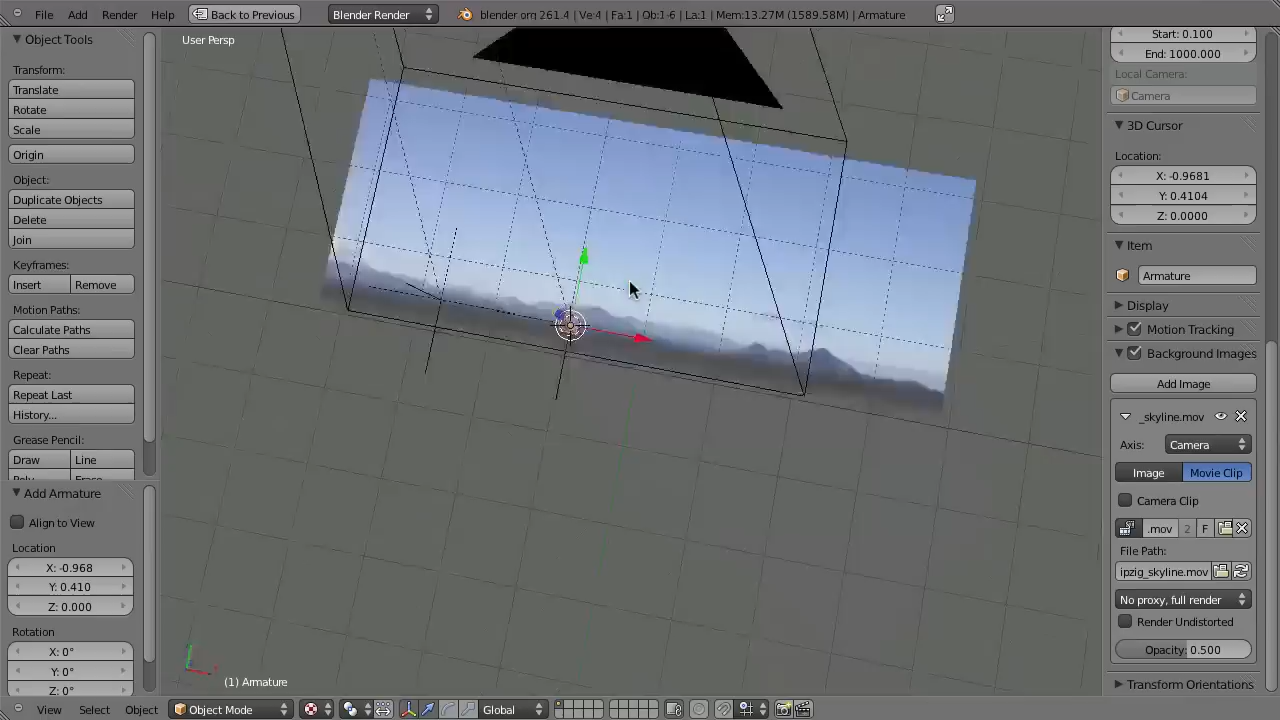 File Add Render Help Back to Previous Blender Render blender.org 261.4 | Ve:4 | Fa:1 | Ob:1-6 | La:1 | Mem:13.27M (1589.58M) | Armature
Object Tools
Transform:
Translate
Rotate
Scale
Origin
Object:
Duplicate Objects
Delete
Join
Keyframes:
Insert Remove
Motion Paths:
Calculate Paths
Clear Paths
Repeat:
Repeat Last
History...
Grease Pencil:
Draw Line
Add Armature
Align to View
Location
X: -0.968
Y: 0.410
Z: 0.000
Rotation
X: 0°
Y: 0°
Z: 0°
User Persp
(1) Armature
Start: 0.100
End: 1000.000
Local Camera:
Camera
3D Cursor
Location:
X: -0.9681
Y: 0.4104
Z: 0.0000
Item
Armature
Display
Motion Tracking
Background Images
Add Image
_skyline.mov
Axis: Camera
Image Movie Clip
Camera Clip
.mov 2 F
File Path:
ipzig_skyline.mov
No proxy, full render
Render Undistorted
Opacity: 0.500
Transform Orientations
View Select Object Object Mode Global